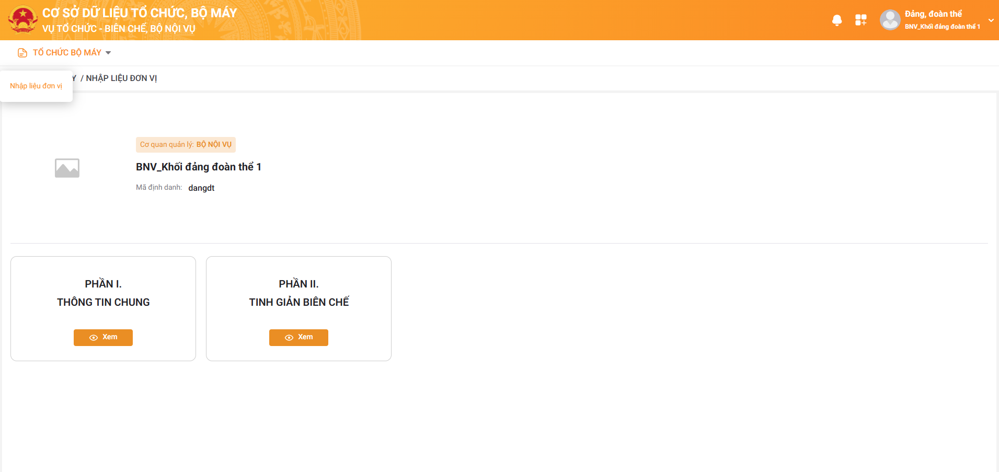 CƠ SỞ DỮ LIỆU TỔ CHỨC, BỘ MÁY
VỤ TỔ CHỨC - BIÊN CHẾ, BỘ NỘI VỤ
Đảng, đoàn thể
BNV_Khối đảng đoàn thể 1
TỔ CHỨC BỘ MÁY
Y / NHẬP LIỆU ĐƠN VỊ
Nhập liệu đơn vị
Cơ quan quản lý: BỘ NỘI VỤ
BNV_Khối đảng đoàn thể 1
Mã định danh: dangdt
PHẦN I.
THÔNG TIN CHUNG
Xem
PHẦN II.
TINH GIẢN BIÊN CHẾ
Xem